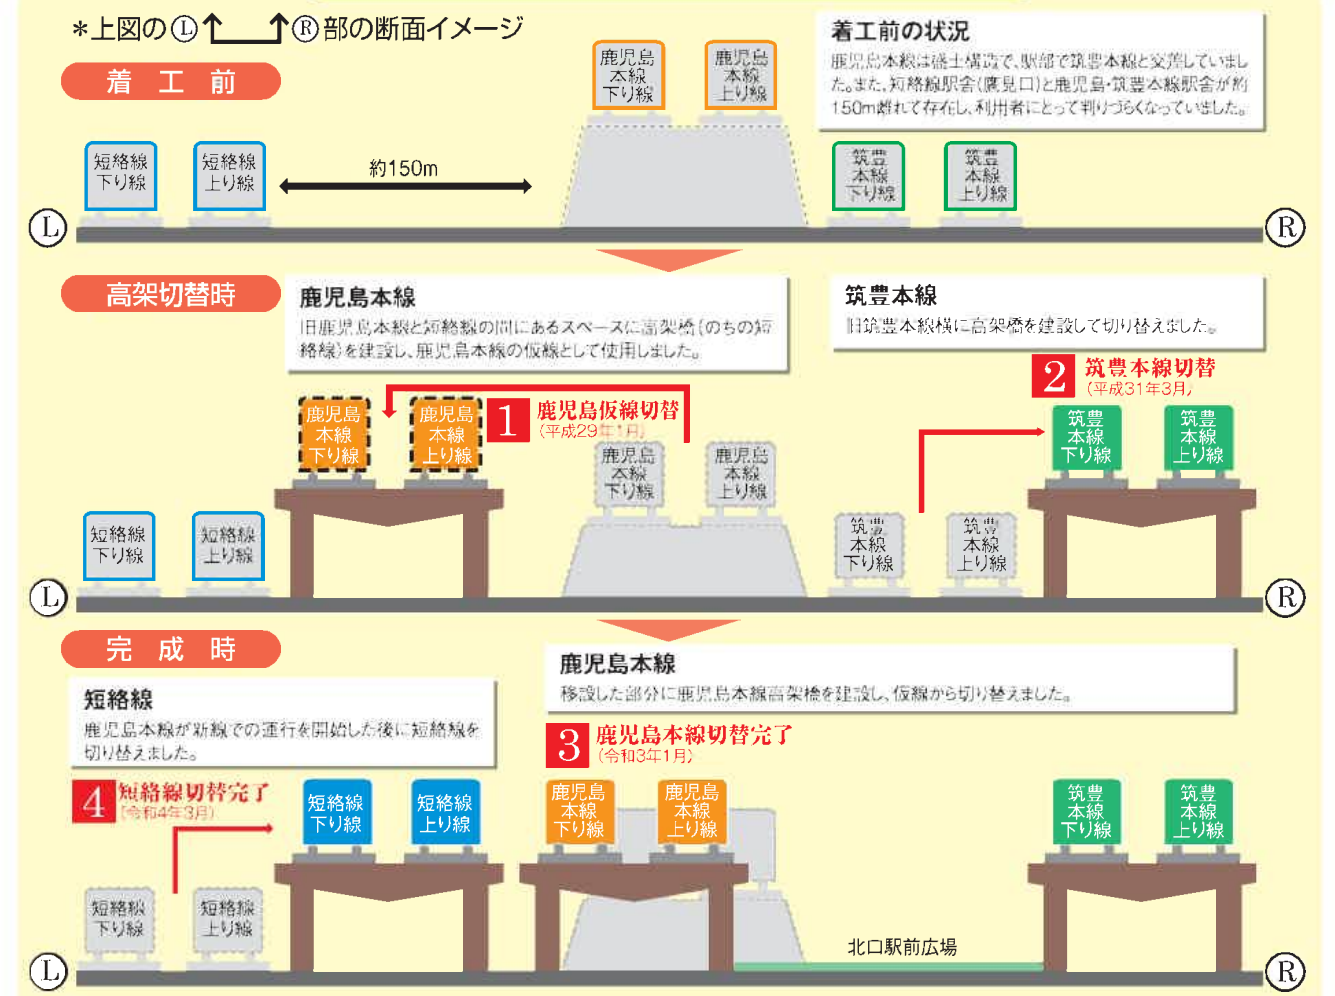 *上図のⓁ↑__↑Ⓡ部の断面イメージ
着工前
着工前の状況
鹿児島本線は盛土構造で、駅部で筑豊本線と交差していまし
た。また、短絡線駅舎(鷹見口)と鹿児島・筑豊本線駅舎が約
150m離れて存在し、利用者にとって判りづらくなっていました。
鹿児島
本線
下り線
鹿児島
本線
上り線
短絡線
下り線
短絡線
上り線
約150m
筑豊
本線
下り線
筑豊
本線
上り線
L
R
高架切替時
鹿児島本線
旧鹿児島本線と短絡線の間にあるスペースに高架橋(のちの短
絡線)を建設し、鹿児島本線の仮線として使用しました。
筑豊本線
旧筑豊本線横に高架橋を建設して切り替えました。
1 鹿児島仮線切替
(平成29年1月)
2 筑豊本線切替
(平成31年3月)
鹿児島
本線
下り線
鹿児島
本線
上り線
鹿児島
本線
下り線
鹿児島
本線
上り線
筑豊
本線
下り線
筑豊
本線
上り線
短絡線
下り線
短絡線
上り線
筑豊
本線
下り線
筑豊
本線
上り線
L
R
完成時
鹿児島本線
移設した部分に鹿児島本線高架橋を建設し、仮線から切り替えました。
短絡線
鹿児島本線が新線での運行を開始した後に短絡線を
切り替えました。
3 鹿児島本線切替完了
(令和3年1月)
4 短絡線切替完了
(令和4年3月)
短絡線
下り線
短絡線
上り線
鹿児島
本線
下り線
鹿児島
本線
上り線
筑豊
本線
下り線
筑豊
本線
上り線
短絡線
下り線
短絡線
上り線
北口駅前広場
L
R